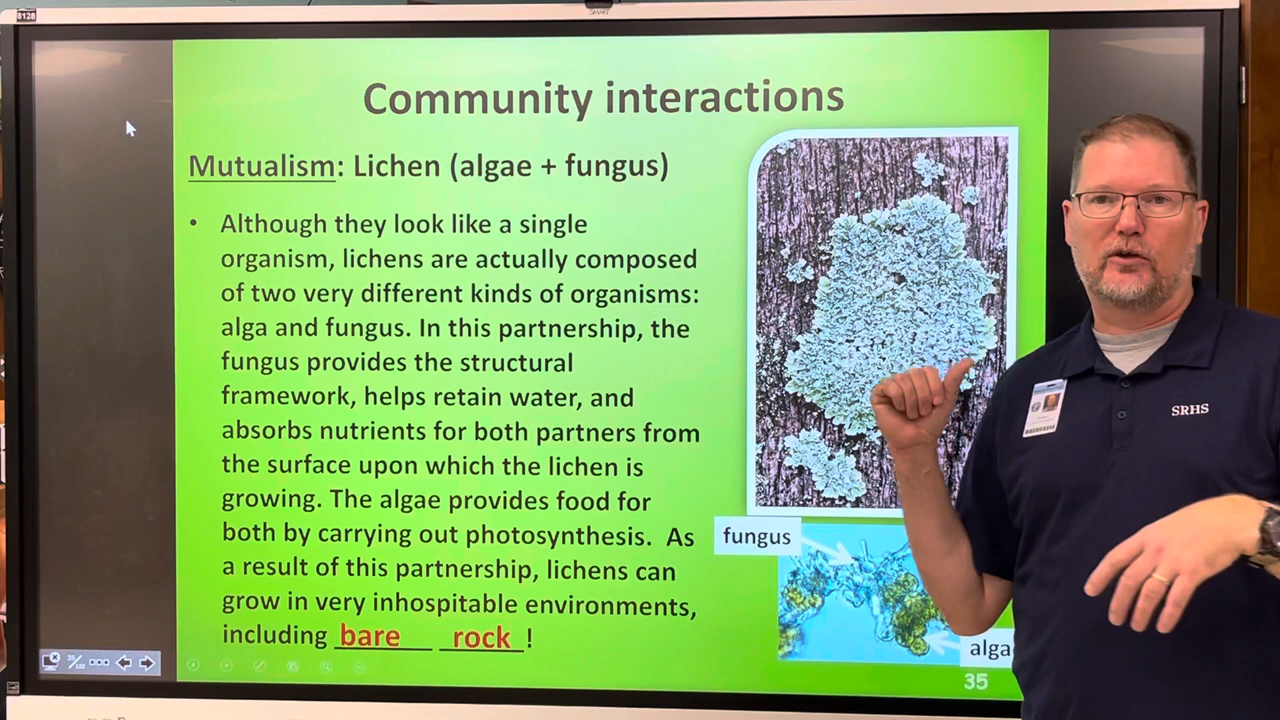 SMART
Community interactions
Mutualism: Lichen (algae + fungus)
• Although they look like a single
organism, lichens are actually composed
of two very different kinds of organisms:
alga and fungus. In this partnership, the
fungus provides the structural
framework, helps retain water, and
absorbs nutrients for both partners from
the surface upon which the lichen is
growing. The algae provides food for
both by carrying out photosynthesis. As
a result of this partnership, lichens can
grow in very inhospitable environments,
including bare rock !
fungus
alga
35
SRHS